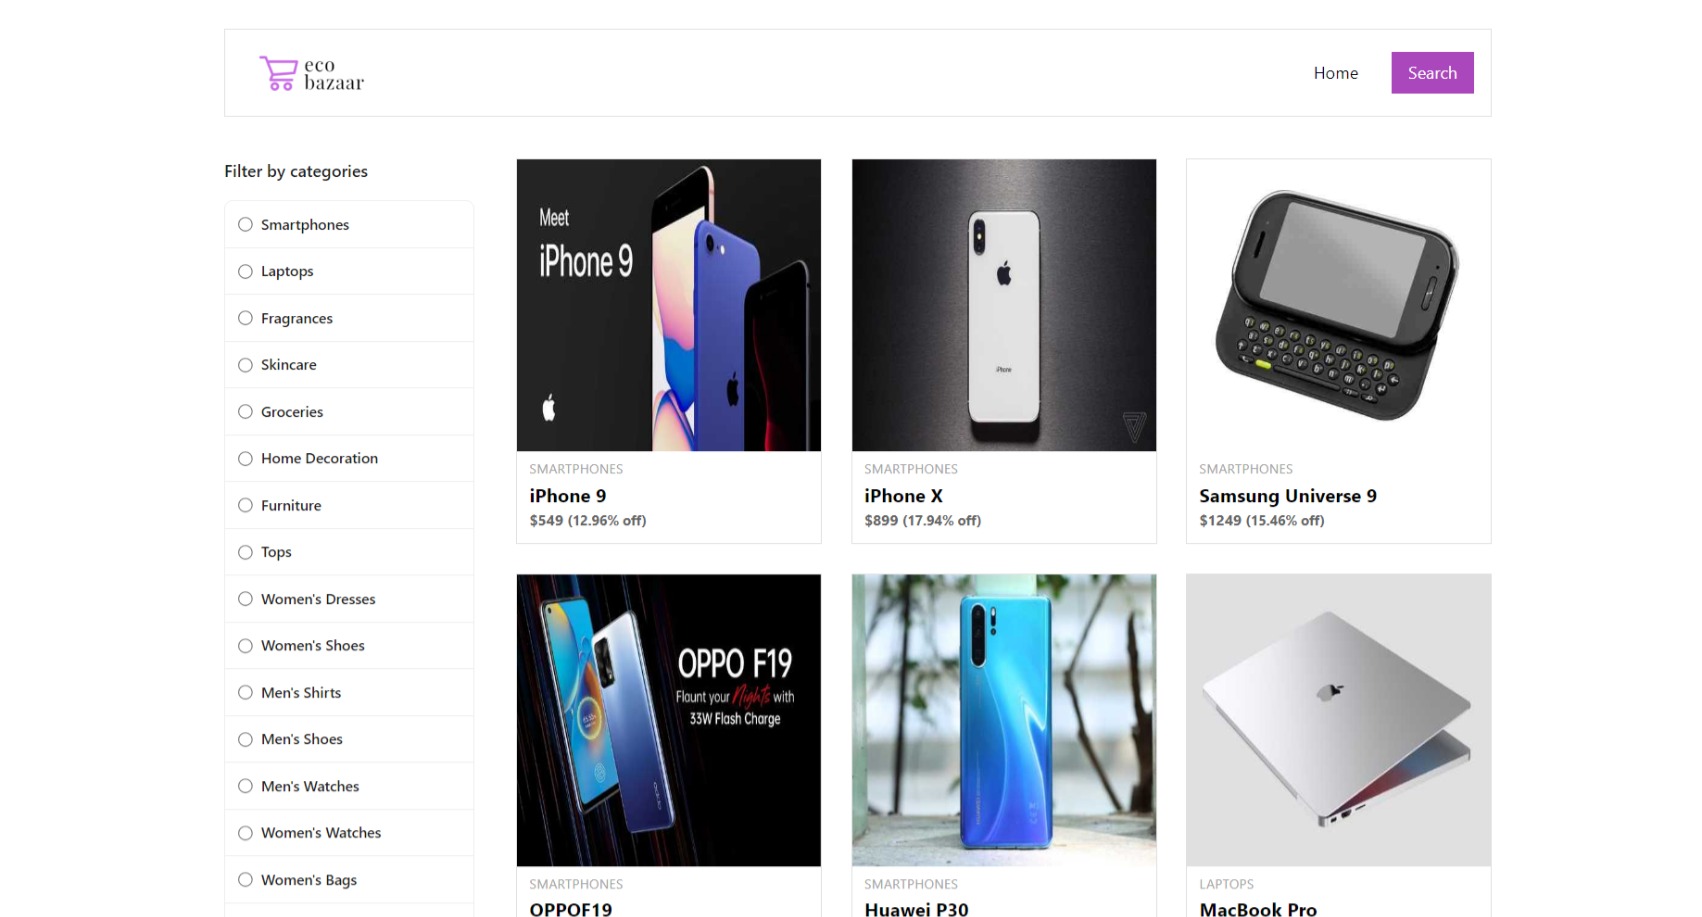 eco
bazaar
Home
Search
Filter by categories
Smartphones
Laptops
Fragrances
Skincare
Groceries
Home Decoration
Furniture
Tops
Women's Dresses
Women's Shoes
Men's Shirts
Men's Shoes
Men's Watches
Women's Watches
Women's Bags
Meet
iPhone 9
SMARTPHONES
iPhone 9
$549 (12.96% off)
iPhone
SMARTPHONES
iPhone X
$899 (17.94% off)
SMARTPHONES
Samsung Universe 9
$1249 (15.46% off)
OPPO F19
Flaunt your Nights with
33W Flash Charge
SMARTPHONES
OPPOF19
SMARTPHONES
Huawei P30
LAPTOPS
MacBook Pro